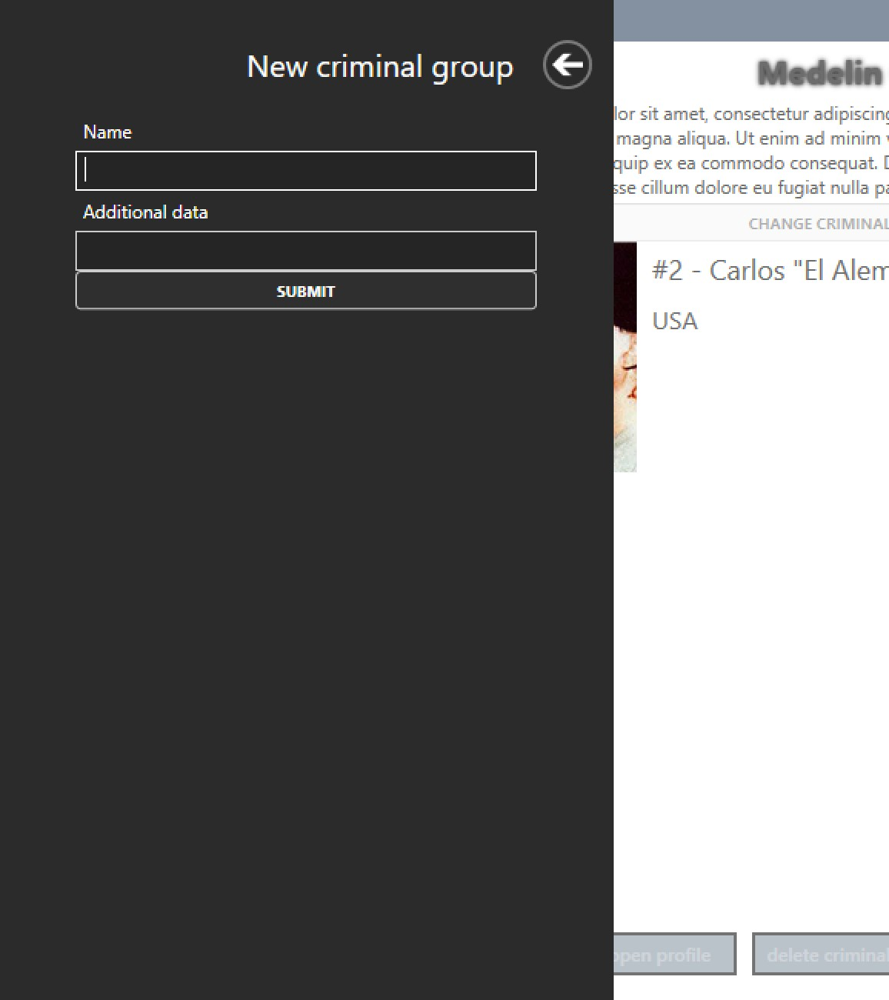 New criminal group
Name
Additional data
SUBMIT
Medelin
lor sit amet, consectetur adipiscing
magna aliqua. Ut enim ad minim
quip ex ea commodo consequat. D
sse cillum dolore eu fugiat nulla pa
CHANGE CRIMINAL
#2 - Carlos "El Alem
USA
open profile
delete criminal